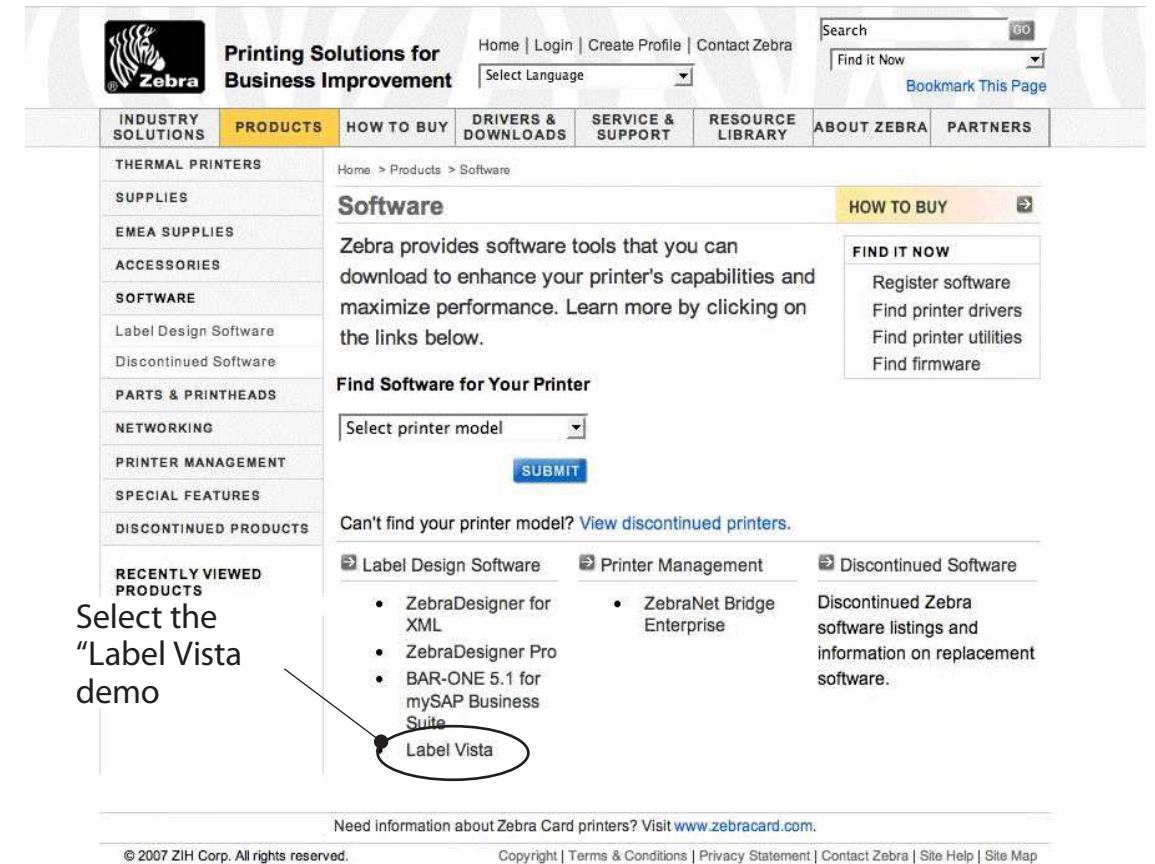 Zebra
®
Printing Solutions for
Business Improvement
Home | Login | Create Profile | Contact Zebra
Select Language
Search
GO
Find it Now
Bookmark This Page
INDUSTRY
SOLUTIONS
PRODUCTS
HOW TO BUY
DRIVERS &
DOWNLOADS
SERVICE &
SUPPORT
RESOURCE
LIBRARY
ABOUT ZEBRA
PARTNERS
THERMAL PRINTERS
SUPPLIES
EMEA SUPPLIES
ACCESSORIES
SOFTWARE
Label Design Software
Discontinued Software
PARTS & PRINTHEADS
NETWORKING
PRINTER MANAGEMENT
SPECIAL FEATURES
DISCONTINUED PRODUCTS
RECENTLY VIEWED
PRODUCTS
Select the
“Label Vista
demo
Home > Products > Software
Software
Zebra provides software tools that you can
download to enhance your printer's capabilities and
maximize performance. Learn more by clicking on
the links below.
HOW TO BUY
FIND IT NOW
Register software
Find printer drivers
Find printer utilities
Find firmware
Find Software for Your Printer
Select printer model
SUBMIT
Can't find your printer model? View discontinued printers.
Label Design Software
• ZebraDesigner for
XML
• ZebraDesigner Pro
• BAR-ONE 5.1 for
mySAP Business
Suite
Label Vista
Printer Management
• ZebraNet Bridge
Enterprise
Discontinued Software
Discontinued Zebra
software listings and
information on replacement
software.
Need information about Zebra Card printers? Visit www.zebracard.com.
© 2007 ZIH Corp. All rights reserved.
Copyright | Terms & Conditions | Privacy Statement | Contact Zebra | Site Help | Site Map